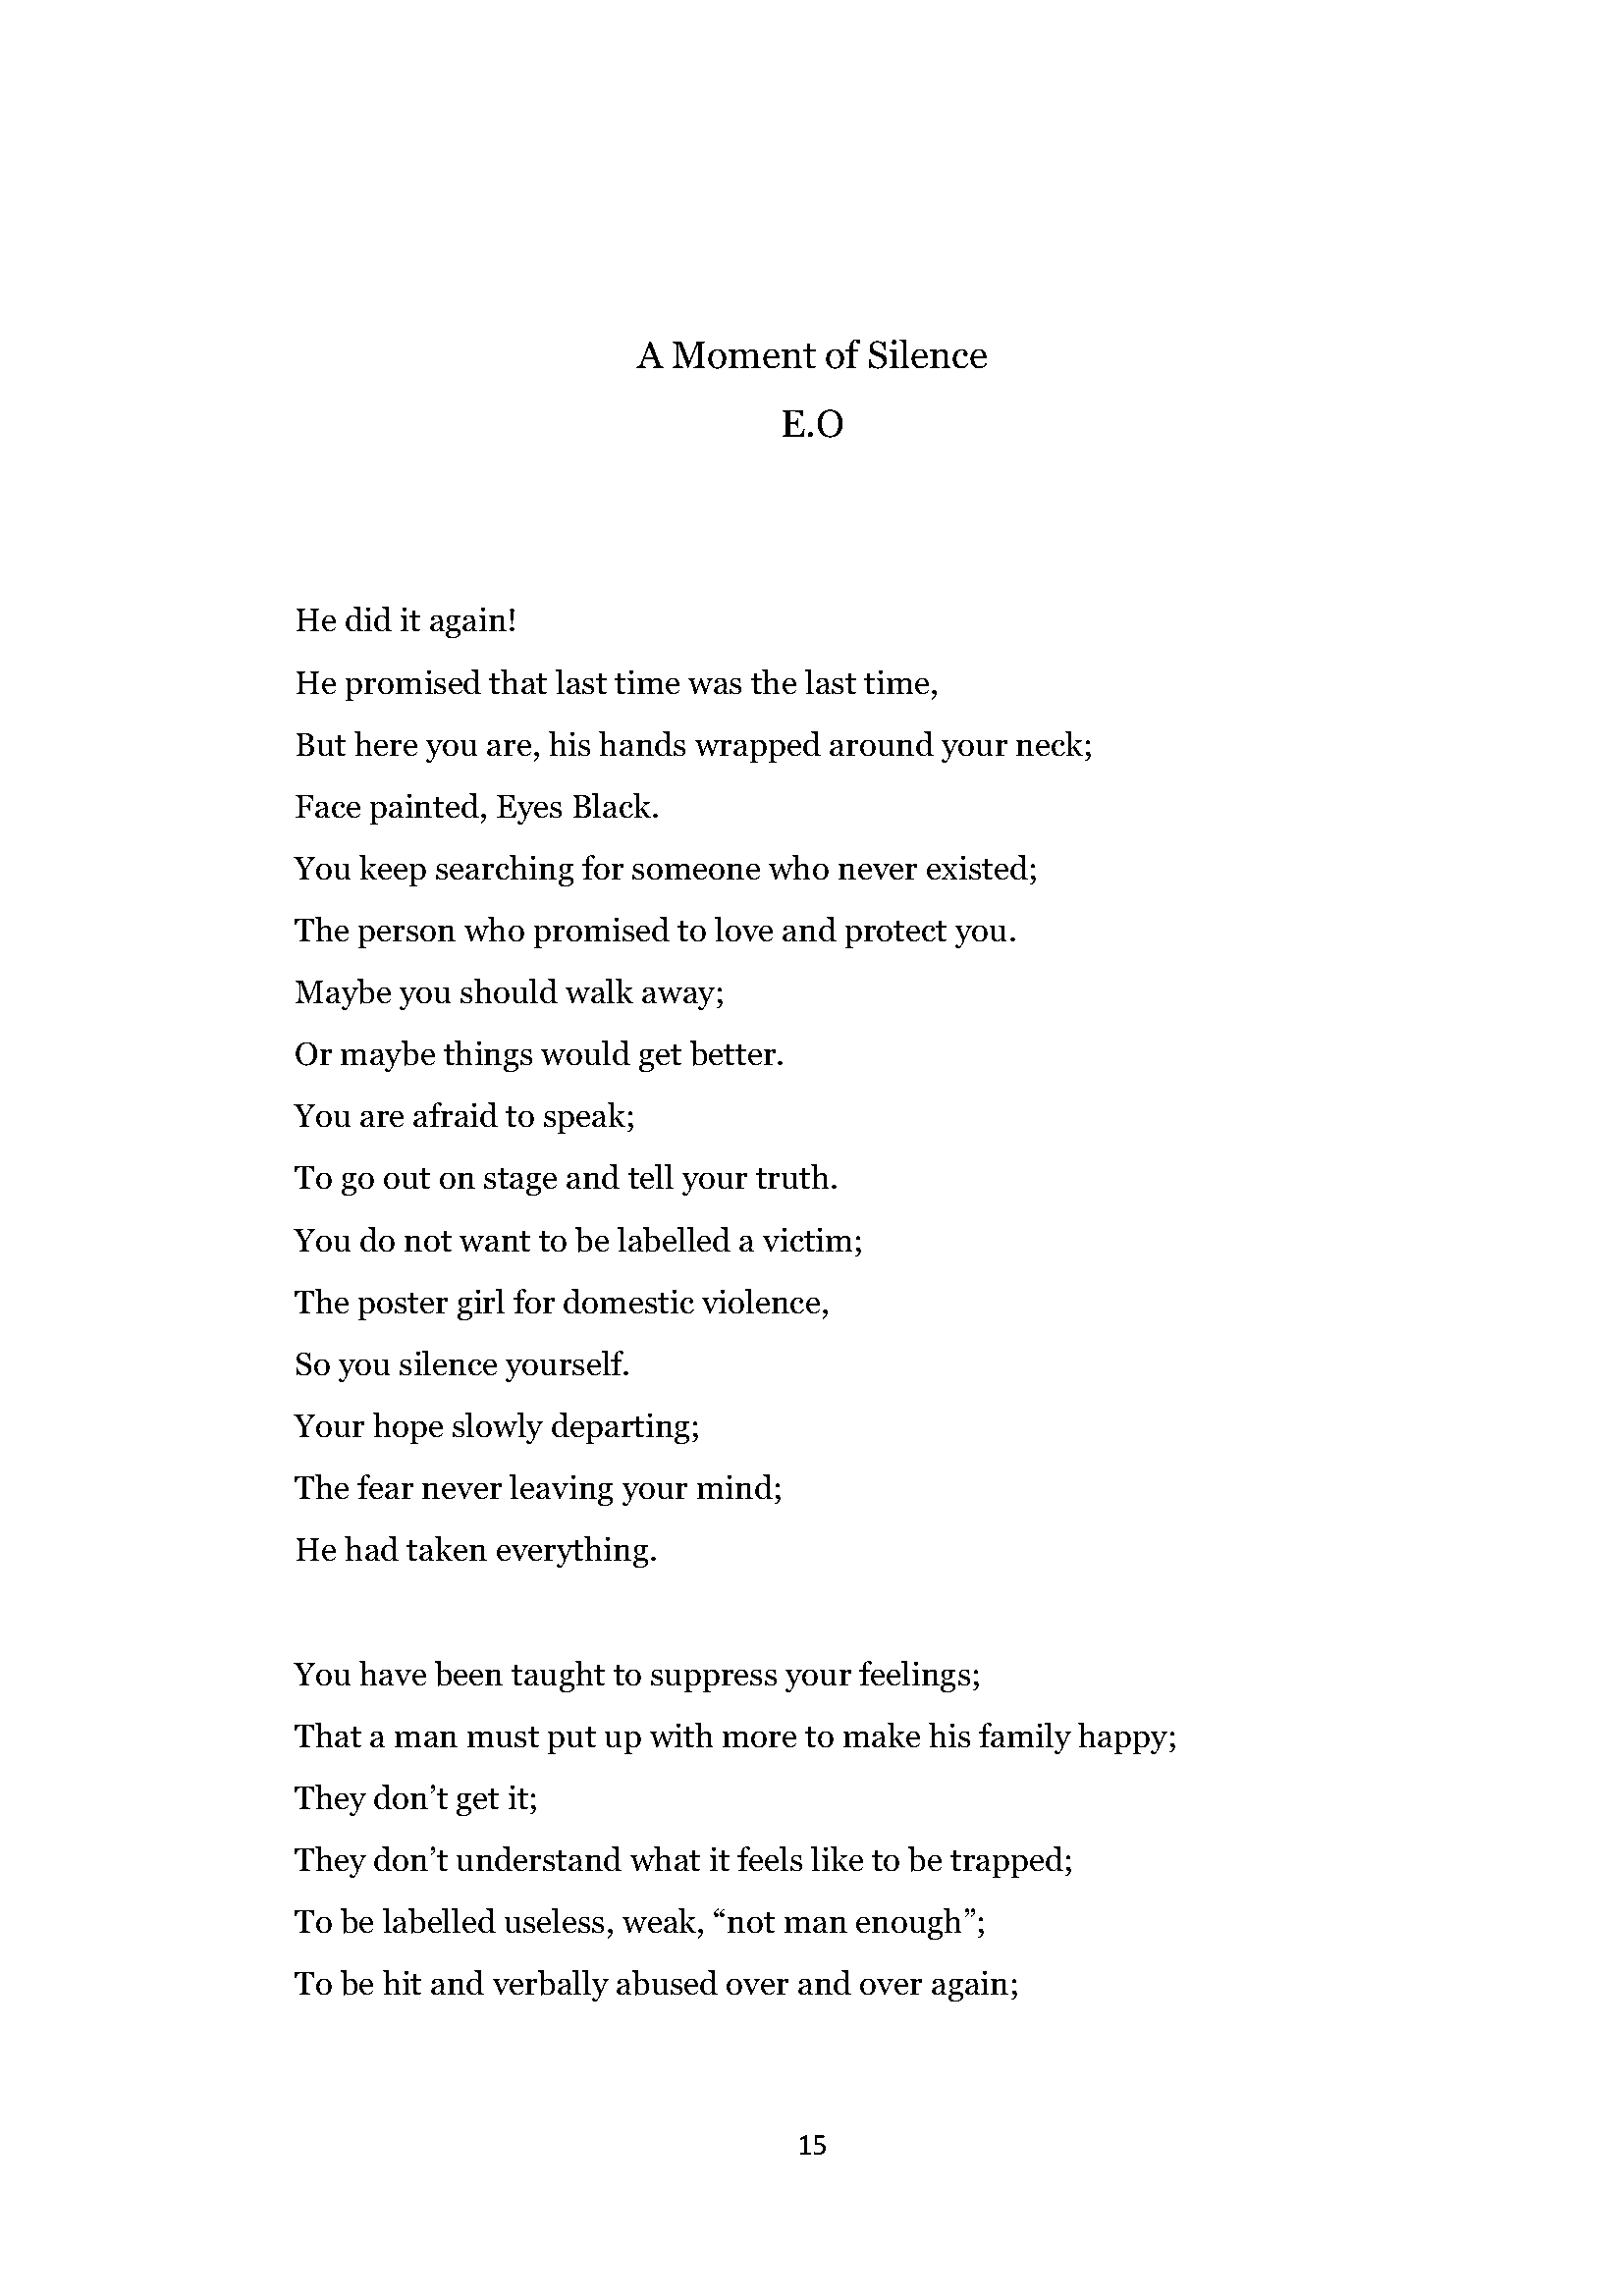 A Moment of Silence
E.O
He did it again!
He promised that last time was the last time,
But here you are, his hands wrapped around your neck;
Face painted, Eyes Black.
You keep searching for someone who never existed;
The person who promised to love and protect you.
Maybe you should walk away;
Or maybe things would get better.
You are afraid to speak;
To go out on stage and tell your truth.
You do not want to be labelled a victim;
The poster girl for domestic violence,
So you silence yourself.
Your hope slowly departing;
The fear never leaving your mind;
He had taken everything.
You have been taught to suppress your feelings;
That a man must put up with more to make his family happy;
They don’t get it;
They don’t understand what it feels like to be trapped;
To be labelled useless, weak, “not man enough”;
To be hit and verbally abused over and over again;
15